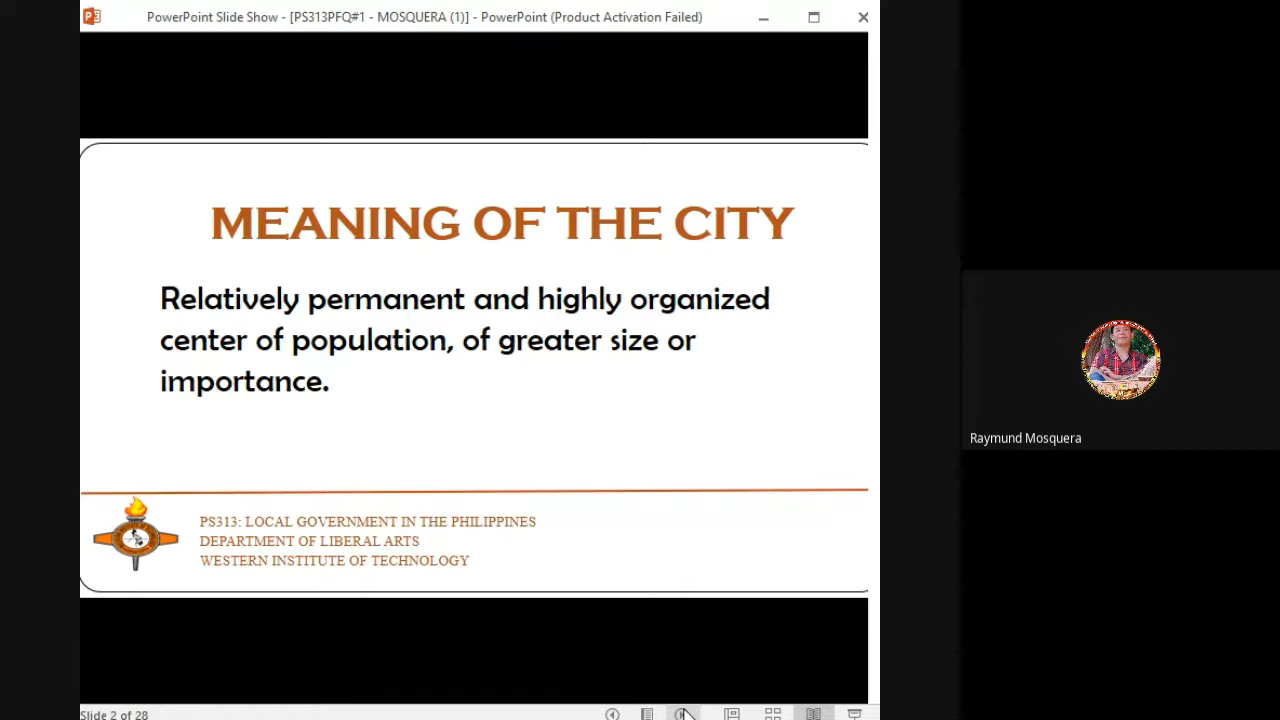 PowerPoint Slide Show - [PS313PFQ#1 - MOSQUERA (1)] - PowerPoint (Product Activation Failed)
MEANING OF THE CITY
Relatively permanent and highly organized
center of population, of greater size or
importance.
Raymund Mosquera
PS313: LOCAL GOVERNMENT IN THE PHILIPPINES
DEPARTMENT OF LIBERAL ARTS
WESTERN INSTITUTE OF TECHNOLOGY
Slide 2 of 28